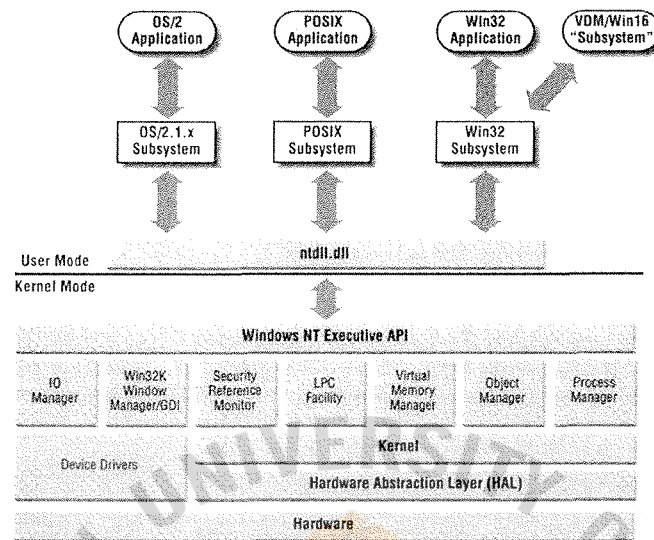 OS/2
Application
POSIX
Application
Win32
Application
VDM/Win16
"Subsystem"
OS/2.1.x
Subsystem
POSIX
Subsystem
Win32
Subsystem
User Mode
ntdll.dll
Kernel Mode
Windows NT Executive API
IO
Manager
Win32K
Window
Manager/GDI
Security
Reference
Monitor
LPC
Facility
Virtual
Memory
Manager
Object
Manager
Process
Manager
Device Drivers
Kernel
Hardware Abstraction Layer (HAL)
Hardware
UNIVERSITY